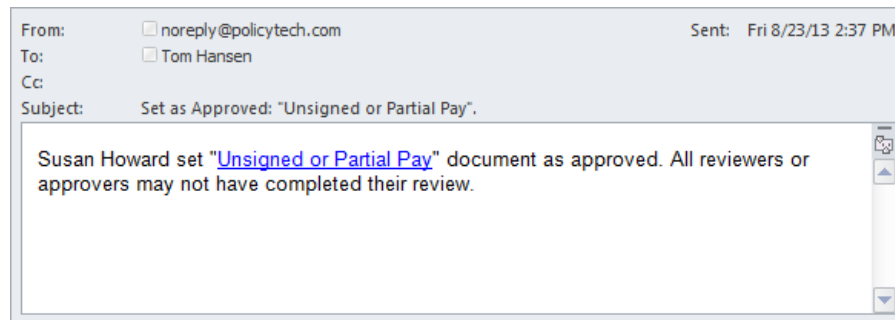 From: noreply@policytech.com Sent: Fri 8/23/13 2:37 PM
To: Tom Hansen
Cc:
Subject: Set as Approved: "Unsigned or Partial Pay".
Susan Howard set "Unsigned or Partial Pay" document as approved. All reviewers or
approvers may not have completed their review.